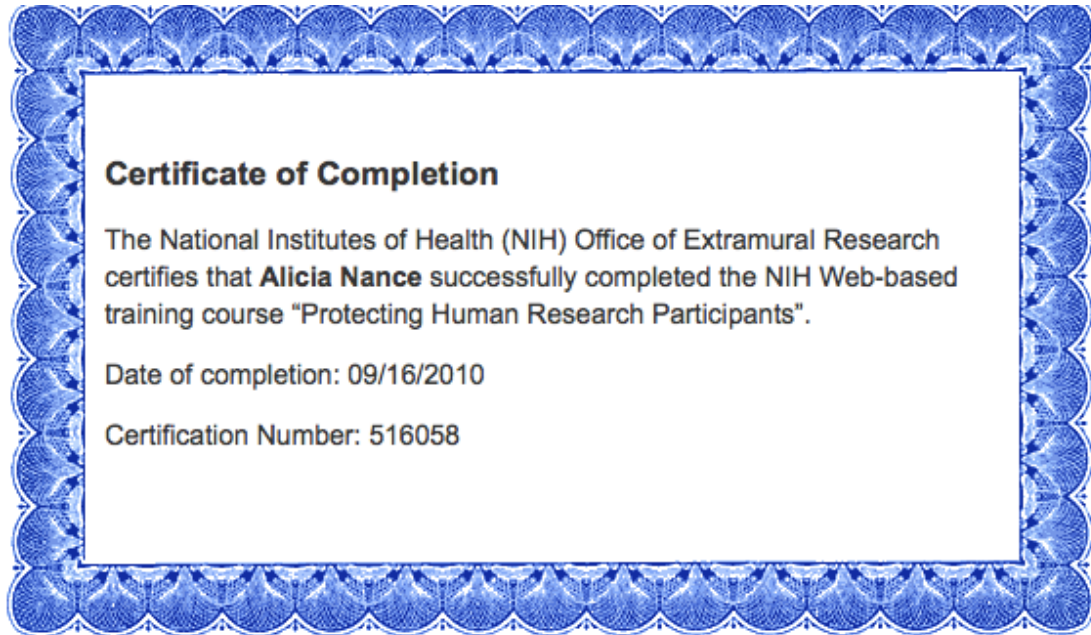 Certificate of Completion
The National Institutes of Health (NIH) Office of Extramural Research
certifies that Alicia Nance successfully completed the NIH Web-based
training course “Protecting Human Research Participants”.
Date of completion: 09/16/2010
Certification Number: 516058